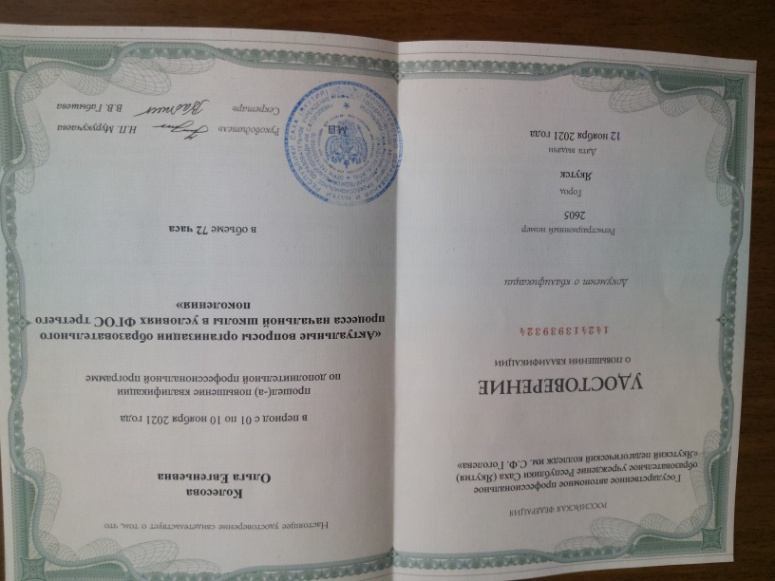 РОССИЙСКАЯ ФЕДЕРАЦИЯ
Государственное автономное профессиональное
образовательное учреждение Республики Саха (Якутия)
«Якутский педагогический колледж им. С.Ф. Гоголева»
УДОСТОВЕРЕНИЕ
О ПОВЫШЕНИИ КВАЛИФИКАЦИИ
142413939324
Документ о квалификации
Регистрационный номер
2605
Город
Якутск
Дата выдачи
12 ноября 2021 года
Настоящее удостоверение свидетельствует о том, что
Колесова
Ольга Евгеньевна
в период с 01 по 10 ноября 2021 года
прошел(-а) повышение квалификации
по дополнительной профессиональной программе
«Актуальные вопросы организации образовательного
процесса начальной школы в условиях ФГОС третьего
поколения»
в объеме 72 часа
М.П.
Руководитель Н.П. Мурукучаева
Секретарь В.В. Габышева